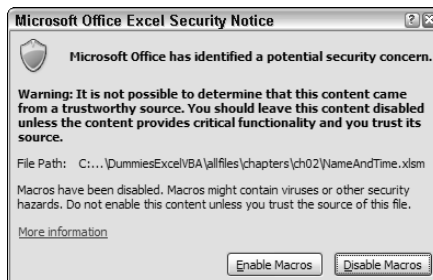 Microsoft Office Excel Security Notice
Microsoft Office has identified a potential security concern.
Warning: It is not possible to determine that this content came
from a trustworthy source. You should leave this content disabled
unless the content provides critical functionality and you trust its
source.
File Path: C:...\DummiesExcelVBA\allfiles\chapters\ch02\NameAndTime.xlsm
Macros have been disabled. Macros might contain viruses or other security
hazards. Do not enable this content unless you trust the source of this file.
More information
Enable Macros Disable Macros